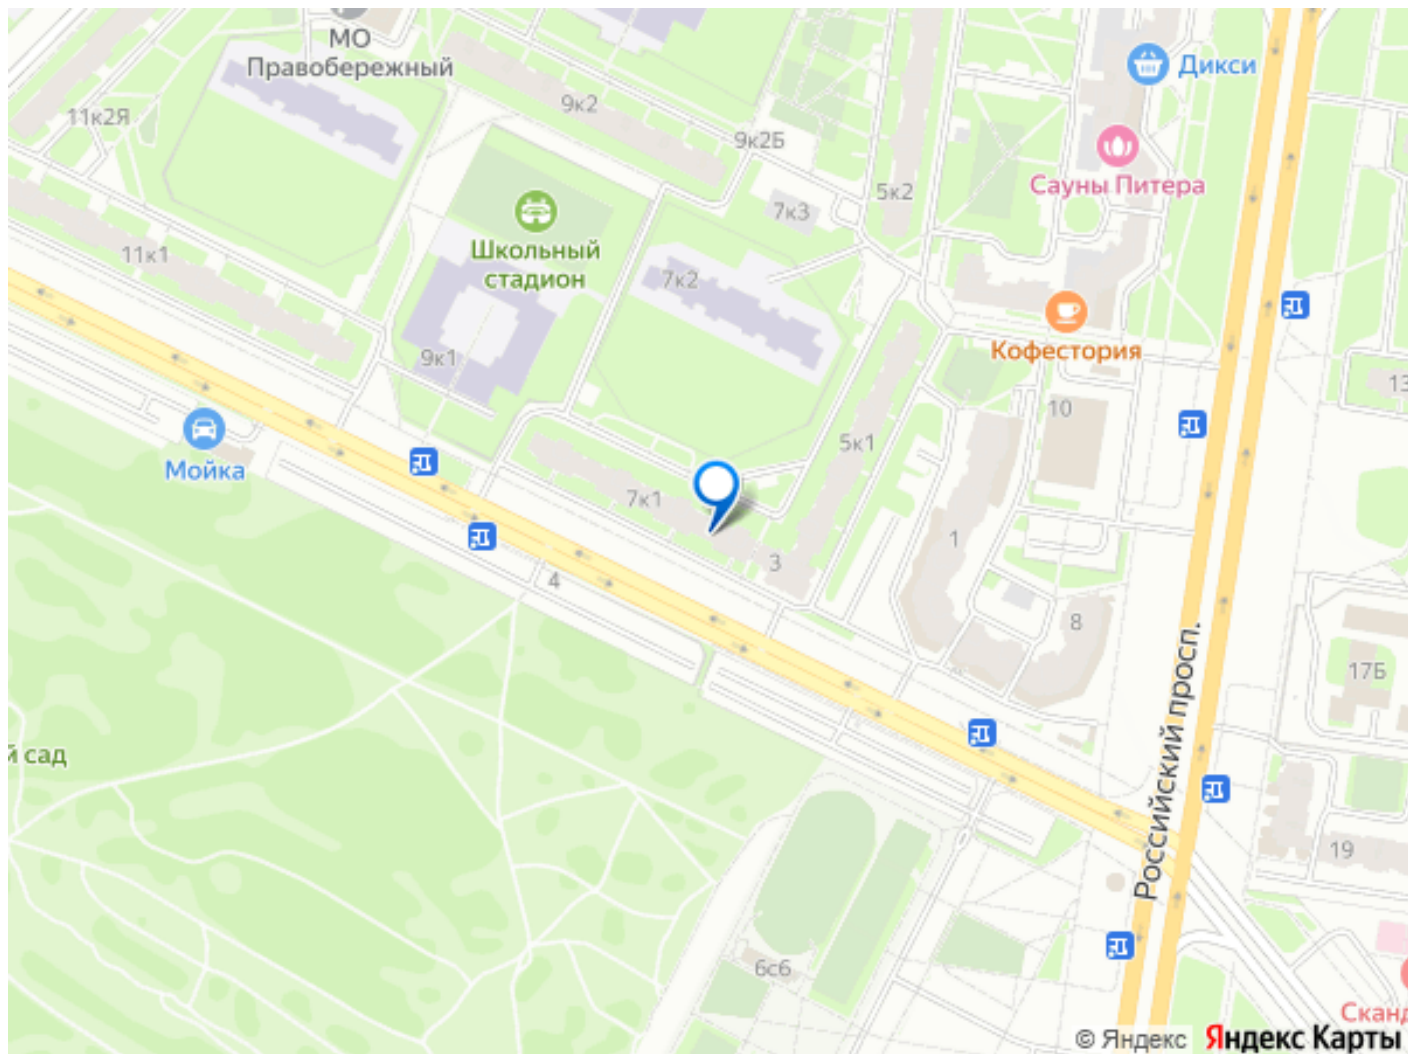 МО
Правобережный
Дикси
11к2Я
9к2
9к2Б
Сауны Питера
5к2
7к3
Школьный
стадион
11к1
7к2
Кофестория
9к1
13
10
5к1
Мойка
7к1
1
3
4
8
17Б
Российский просп.
й сад
19
6с6
Сканд
© Яндекс Яндекс Карты